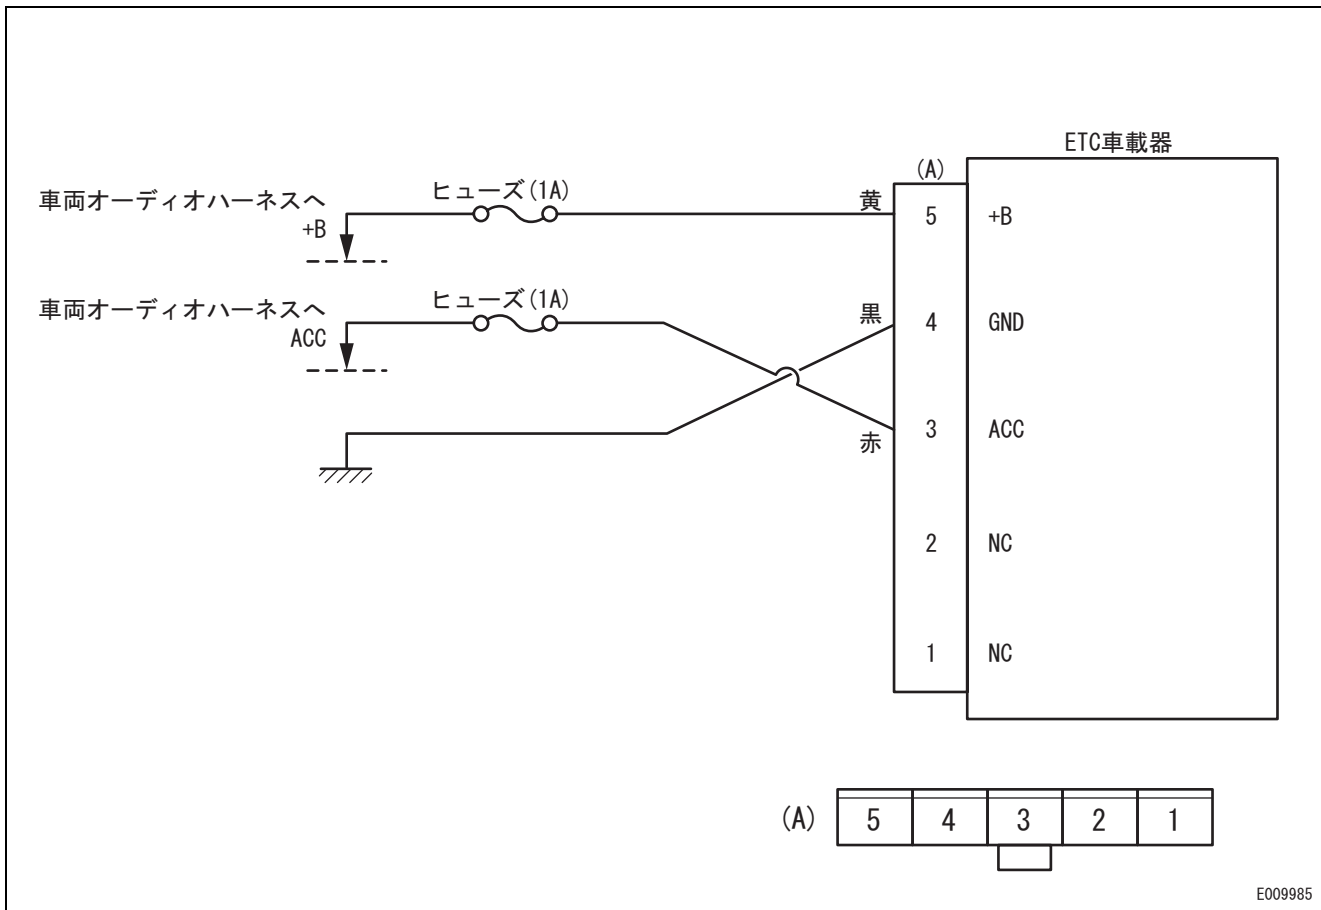 ETC車載器
(A)
車両オーディオハーネスへ
+B
ヒューズ(1A)
黄
5
+B
車両オーディオハーネスへ
ACC
ヒューズ(1A)
黒
4
GND
赤
3
ACC
2
NC
1
NC
(A)
5 4 3 2 1
E009985